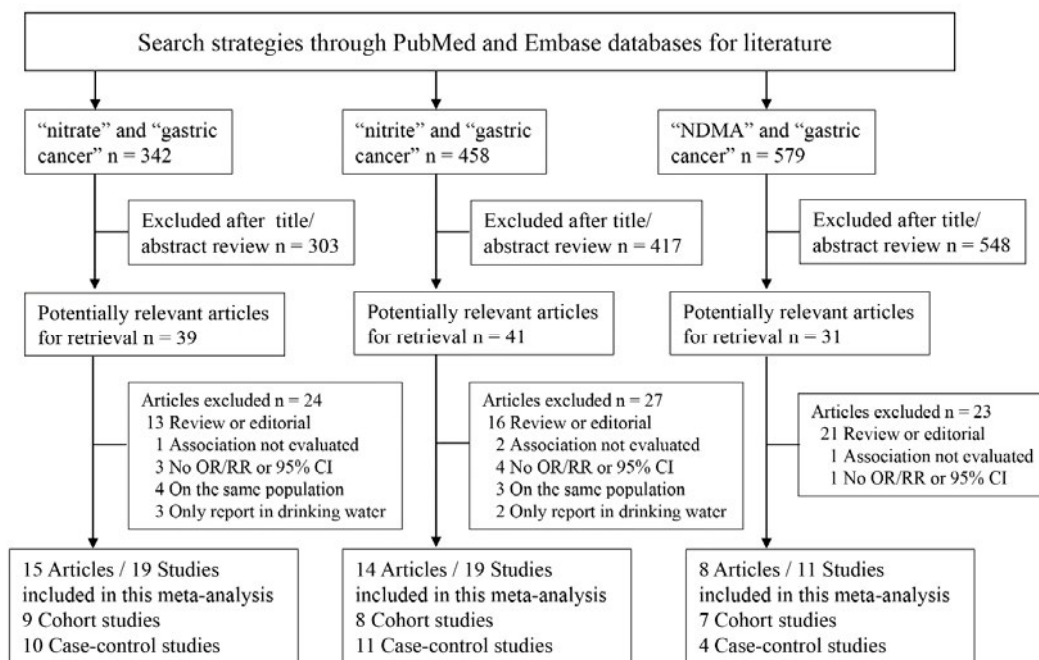 Search strategies through PubMed and Embase databases for literature
“nitrate” and “gastric
cancer” n = 342
“nitrite” and “gastric
cancer” n = 458
“NDMA” and “gastric
cancer” n = 579
Excluded after title/
abstract review n = 303
Excluded after title/
abstract review n = 417
Excluded after title/
abstract review n = 548
Potentially relevant articles
for retrieval n = 39
Potentially relevant articles
for retrieval n = 41
Potentially relevant articles
for retrieval n = 31
Articles excluded n = 24
13 Review or editorial
1 Association not evaluated
3 No OR/RR or 95% CI
4 On the same population
3 Only report in drinking water
Articles excluded n = 27
16 Review or editorial
2 Association not evaluated
4 No OR/RR or 95% CI
3 On the same population
2 Only report in drinking water
Articles excluded n = 23
21 Review or editorial
1 Association not evaluated
1 No OR/RR or 95% CI
15 Articles / 19 Studies
included in this meta-analysis
9 Cohort studies
10 Case-control studies
14 Articles / 19 Studies
included in this meta-analysis
8 Cohort studies
11 Case-control studies
8 Articles / 11 Studies
included in this meta-analysis
7 Cohort studies
4 Case-control studies